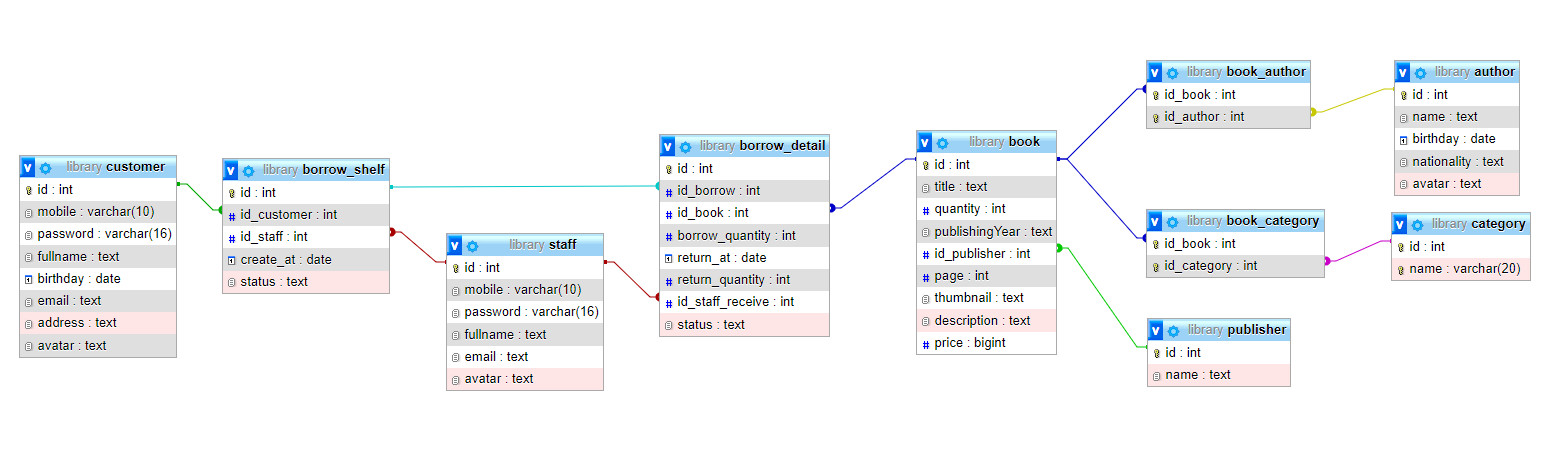 library customer
id : int
mobile : varchar(10)
password : varchar(16)
fullname : text
birthday : date
email : text
address : text
avatar : text
library borrow_shelf
id : int
id_customer : int
id_staff : int
create_at : date
status : text
library staff
id : int
mobile : varchar(10)
password : varchar(16)
fullname : text
email : text
avatar : text
library borrow_detail
id : int
id_borrow : int
id_book : int
borrow_quantity : int
return_at : date
return_quantity : int
id_staff_receive : int
status : text
library book
id : int
title : text
quantity : int
publishingYear : text
id_publisher : int
page : int
thumbnail : text
description : text
price : bigint
library book_author
id_book : int
id_author : int
library author
id : int
name : text
birthday : date
nationality : text
avatar : text
library book_category
id_book : int
id_category : int
library category
id : int
name : varchar(20)
library publisher
id : int
name : text